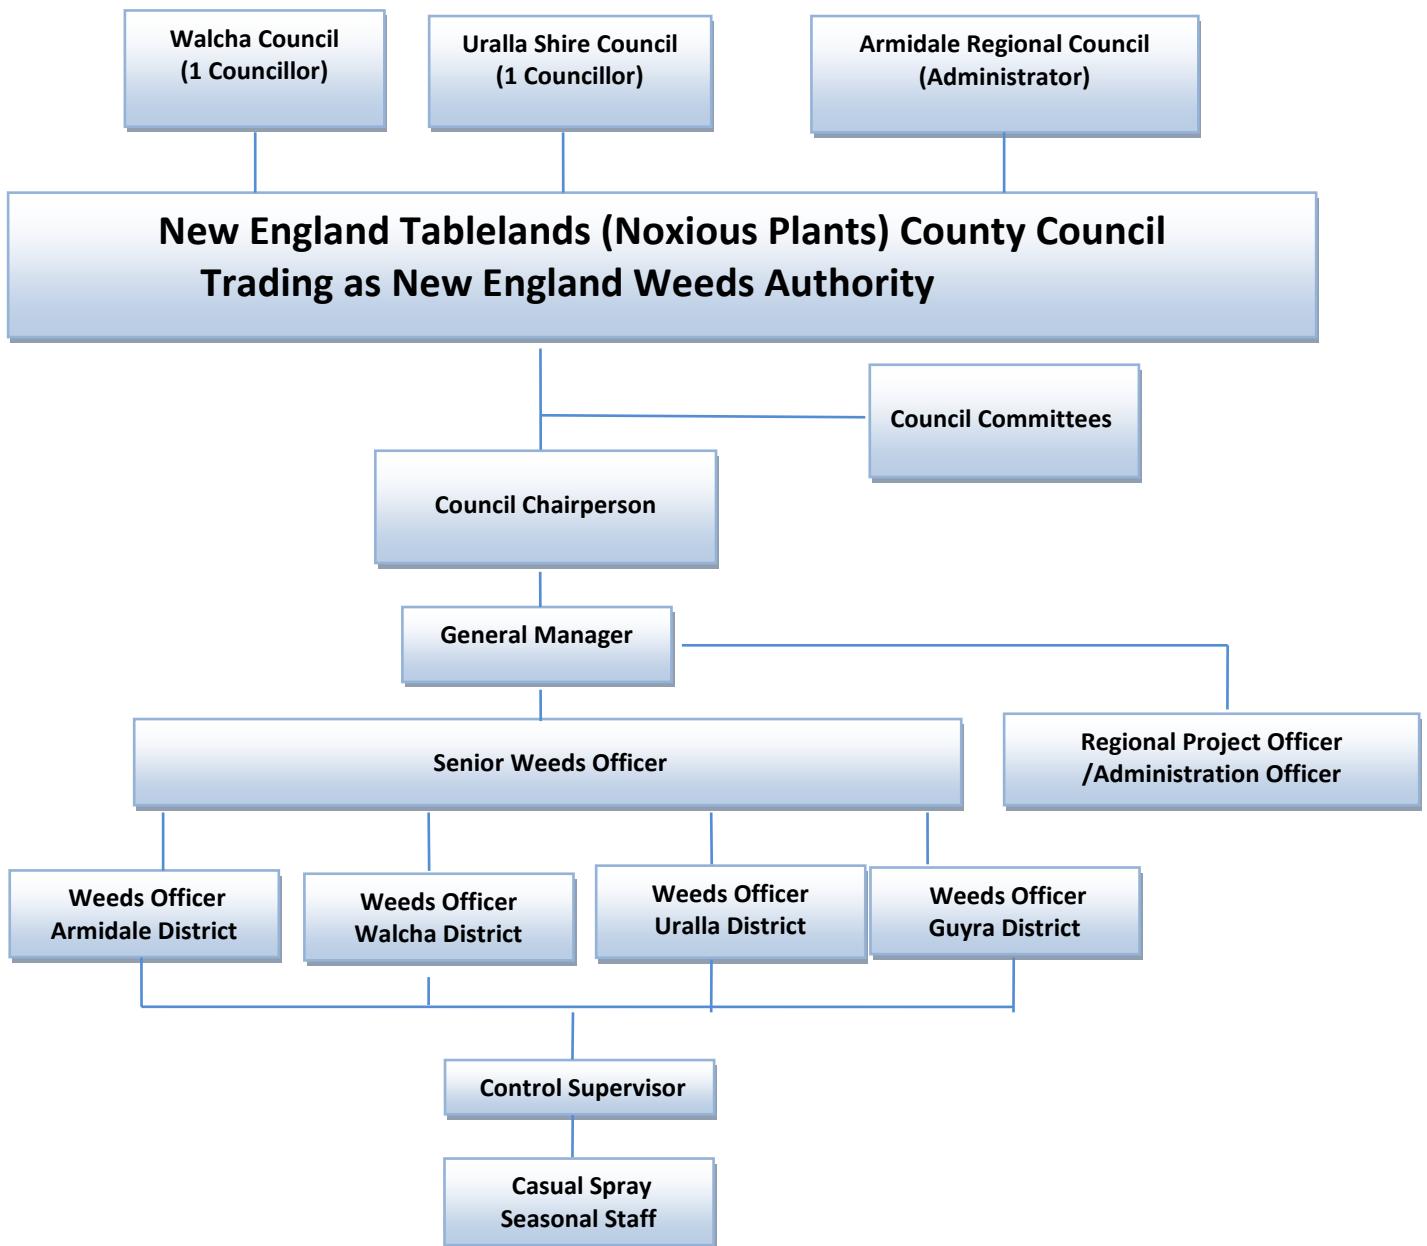 Walcha Council
(1 Councillor)
Uralla Shire Council
(1 Councillor)
Armidale Regional Council
(Administrator)
New England Tablelands (Noxious Plants) County Council
Trading as New England Weeds Authority
Council Committees
Council Chairperson
General Manager
Senior Weeds Officer
Regional Project Officer
/Administration Officer
Weeds Officer
Armidale District
Weeds Officer
Walcha District
Weeds Officer
Uralla District
Weeds Officer
Guyra District
Control Supervisor
Casual Spray
Seasonal Staff